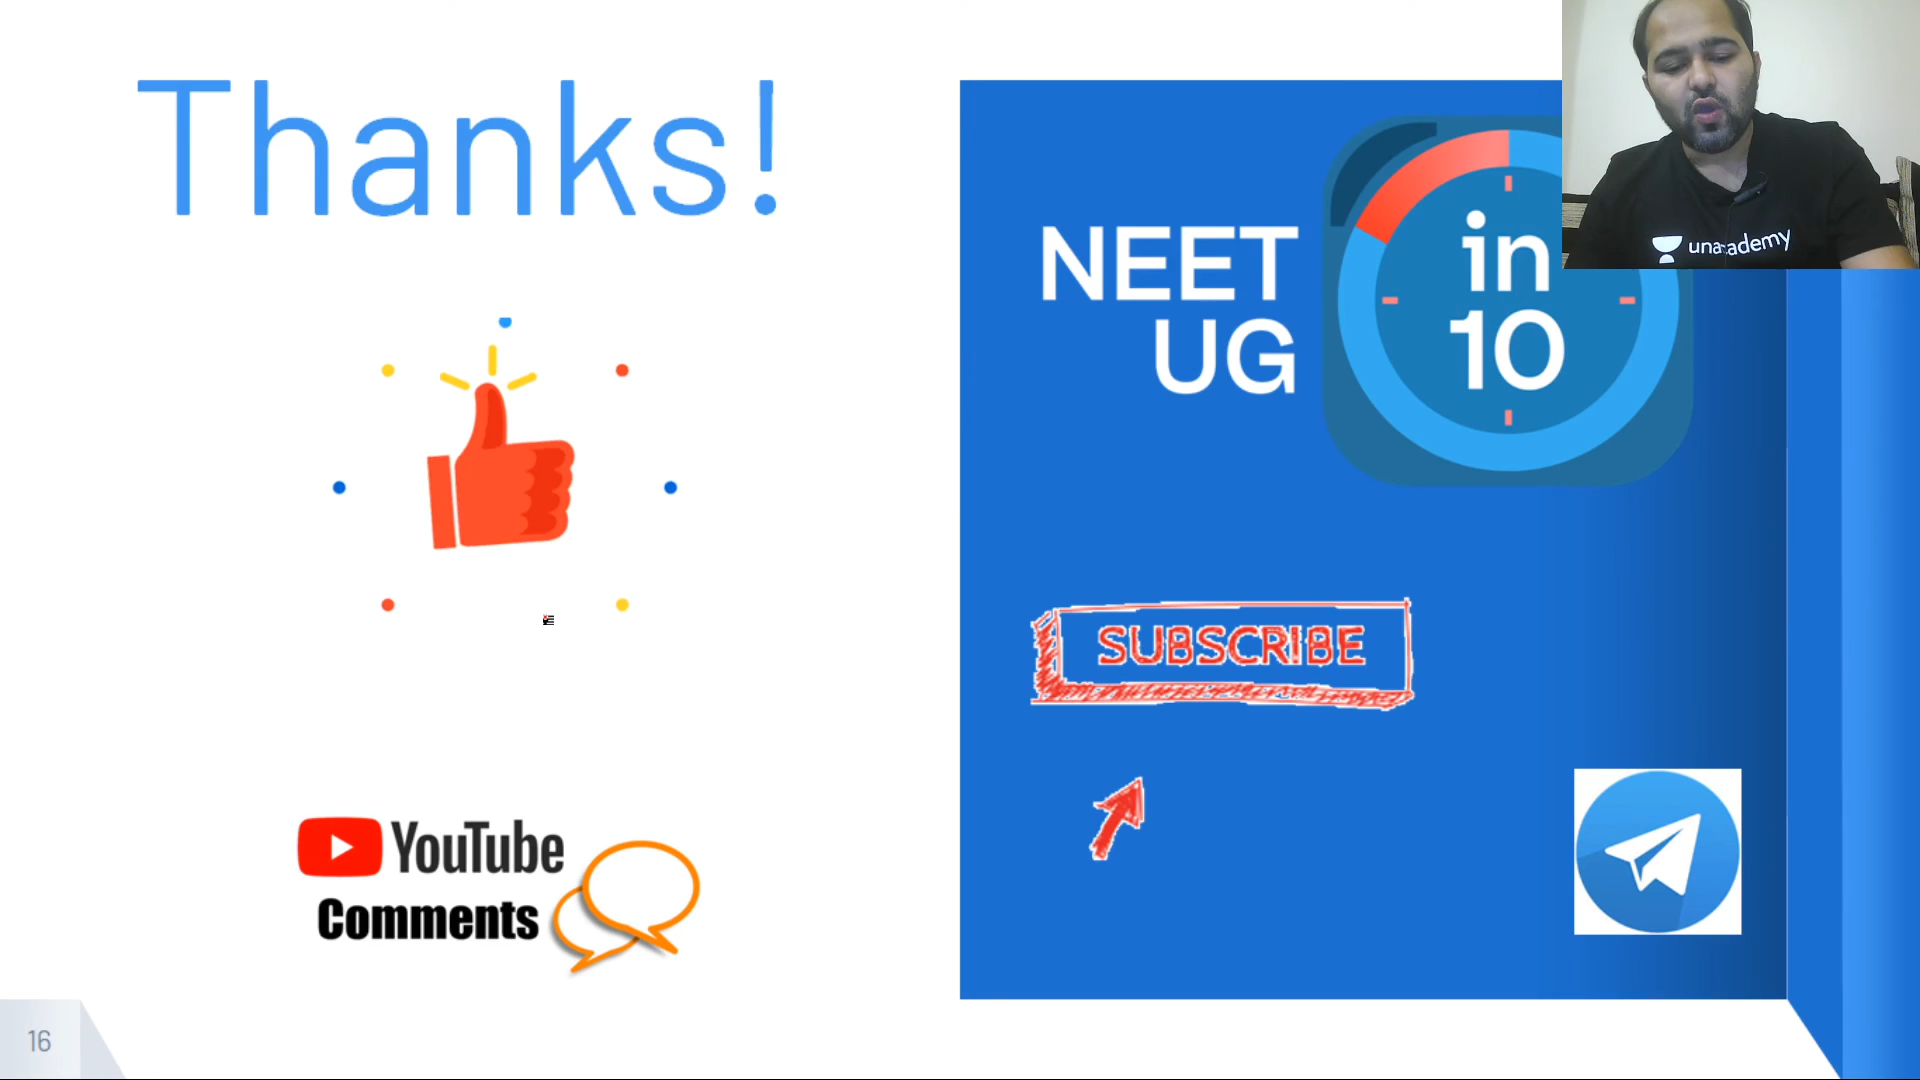 Thanks!
NEET
UG
in
10
unacademy
SUBSCRIBE
YouTube
Comments
16